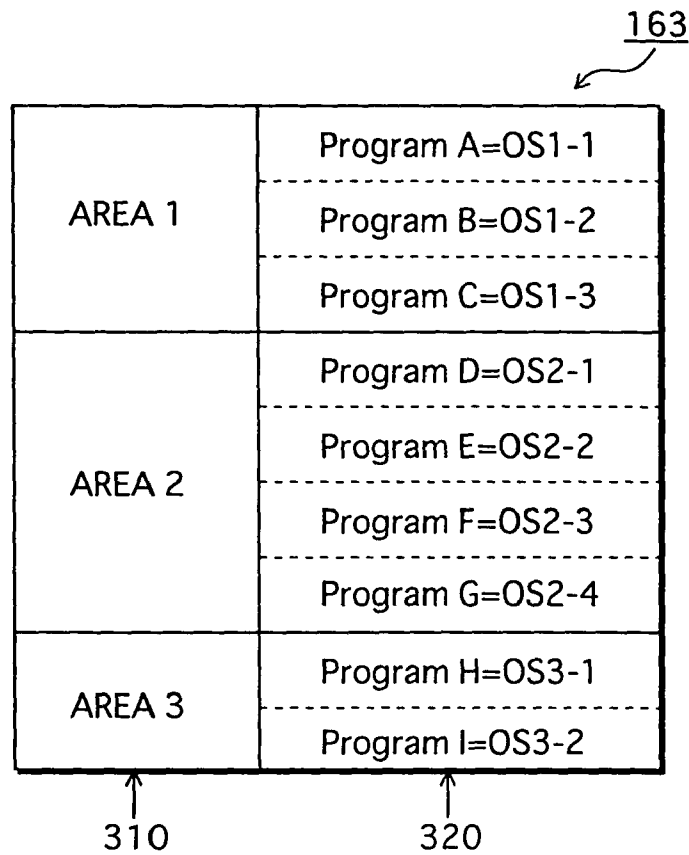 163
AREA 1
Program A=OS1-1
Program B=OS1-2
Program C=OS1-3
AREA 2
Program D=OS2-1
Program E=OS2-2
Program F=OS2-3
Program G=OS2-4
AREA 3
Program H=OS3-1
Program I=OS3-2
310
320